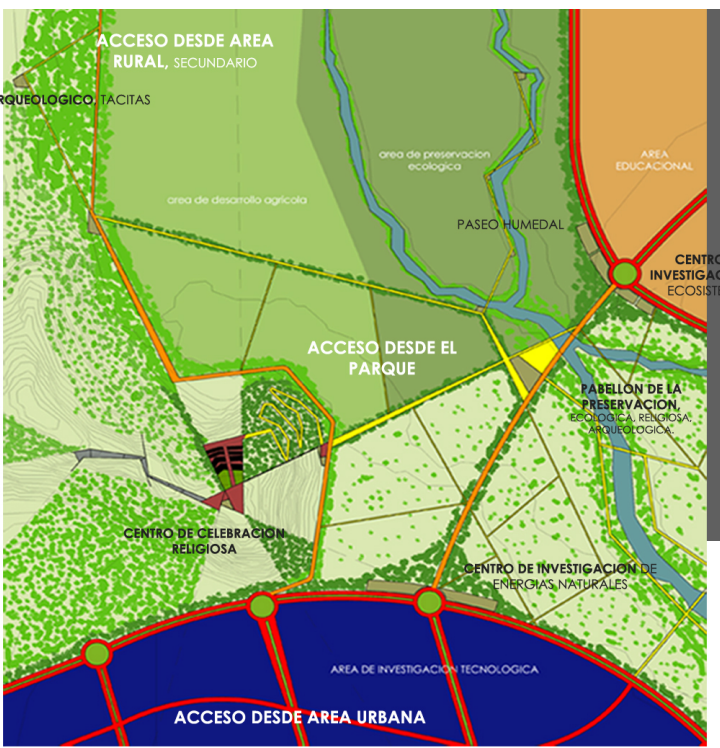 ACCESO DESDE AREA
RURAL, SECUNDARIO
RQUEOLOGICO, TACITAS
area de preservacion
ecologica
AREA
EDUCACIONAL
area de desarrollo agricola
PASEO HUMEDAL
CENTRO
INVESTIGAC
ECOSISTE
ACCESO DESDE EL
PARQUE
PABELLON DE LA
PRESERVACION,
ECOLOGICA, RELIGIOSA,
ARQUEOLOGICA.
CENTRO DE CELEBRACION
RELIGIOSA
CENTRO DE INVESTIGACION DE
ENERGIAS NATURALES
AREA DE INVESTIGACION TECNOLOGICA
ACCESO DESDE AREA URBANA